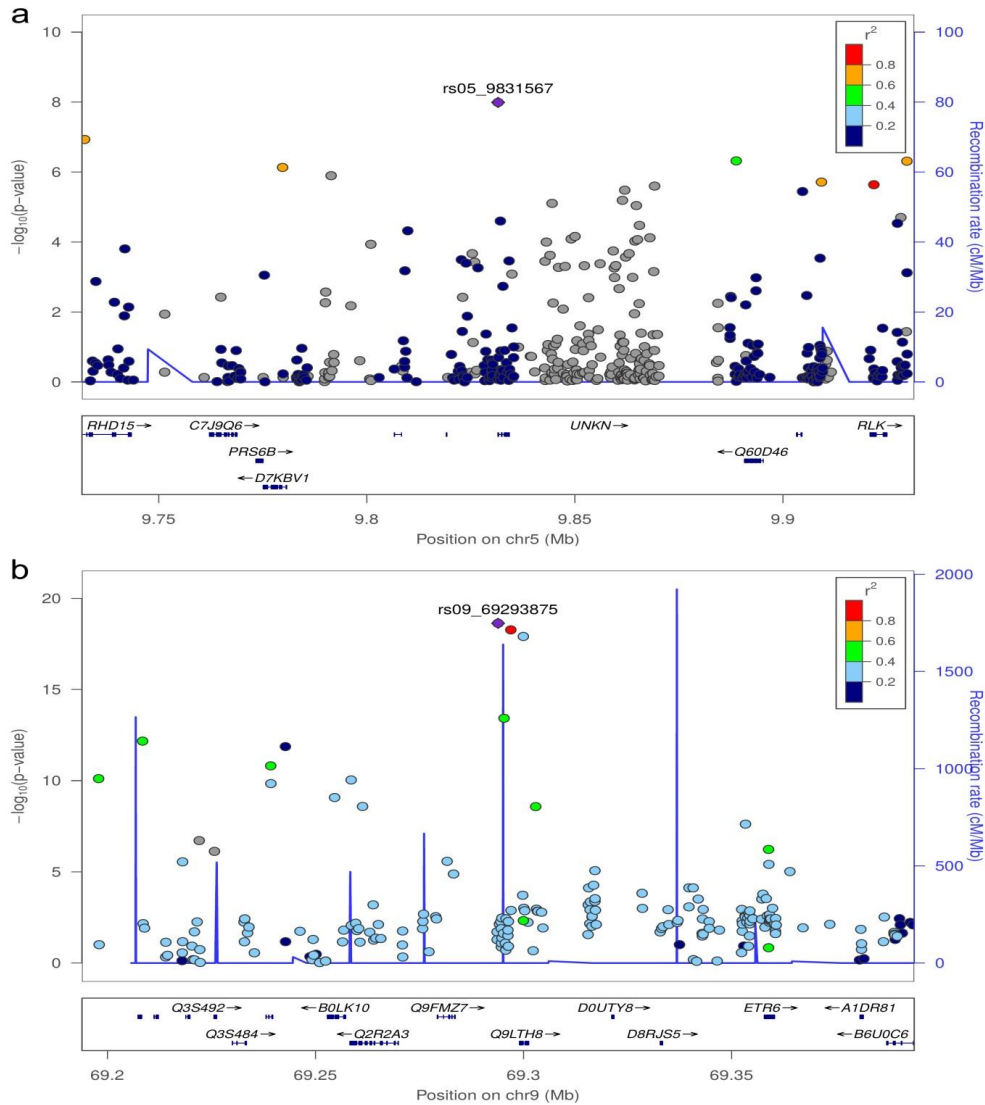 a
rs05_9831567
r²
0.8
0.6
0.4
0.2
10
8
6
4
2
0
−log₁₀(p−value)
100
80
60
40
20
0
Recombination rate (cM/Mb)
RHD15→ C7J9Q6→ UNKN→ RLK→
PRS6B→ ←Q60D46
←D7KBV1
9.75 9.8 9.85 9.9
Position on chr5 (Mb)
b
rs09_69293875
r²
0.8
0.6
0.4
0.2
20
15
10
5
0
−log₁₀(p−value)
2000
1500
1000
500
0
Recombination rate (cM/Mb)
Q3S492→ ←B0LK10 Q9FMZ7→ D0UTY8→ ETR6→ ←A1DR81
Q3S484→ ←Q2R2A3 Q9LTH8→ D8RJS5→ ←B6U0C6
69.2 69.25 69.3 69.35
Position on chr9 (Mb)